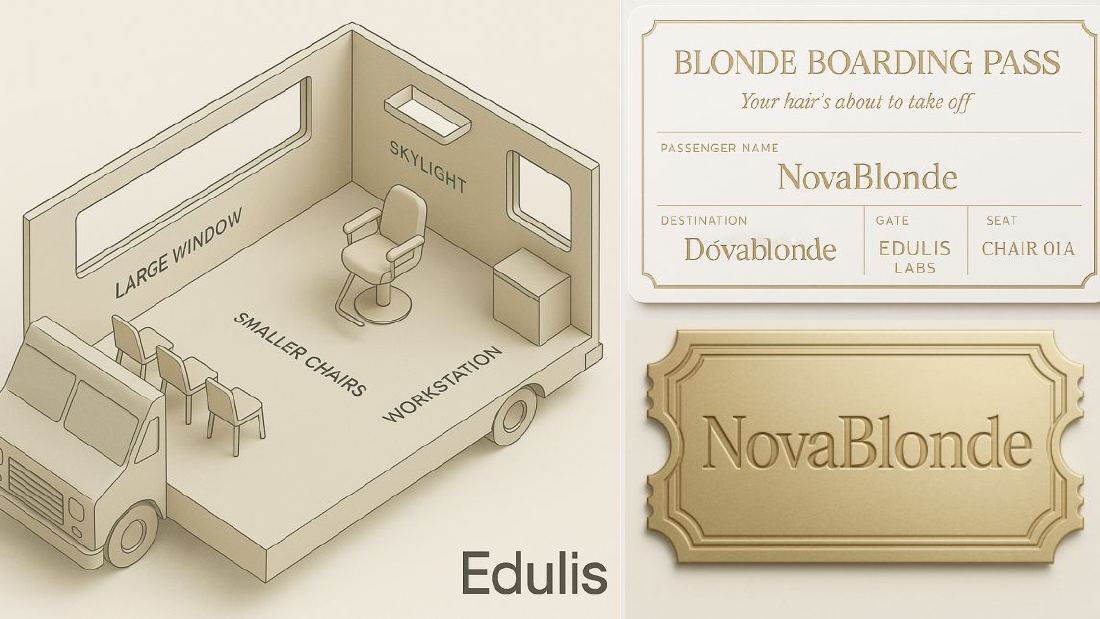 LARGE WINDOW
SKYLIGHT
SMALLER CHAIRS
WORKSTATION
Edulis
BLONDE BOARDING PASS
Your hair's about to take off
PASSENGER NAME
NovaBlonde
DESTINATION
Dóvablonde
GATE
EDULIS
LABS
SEAT
CHAIR 01A
NovaBlonde